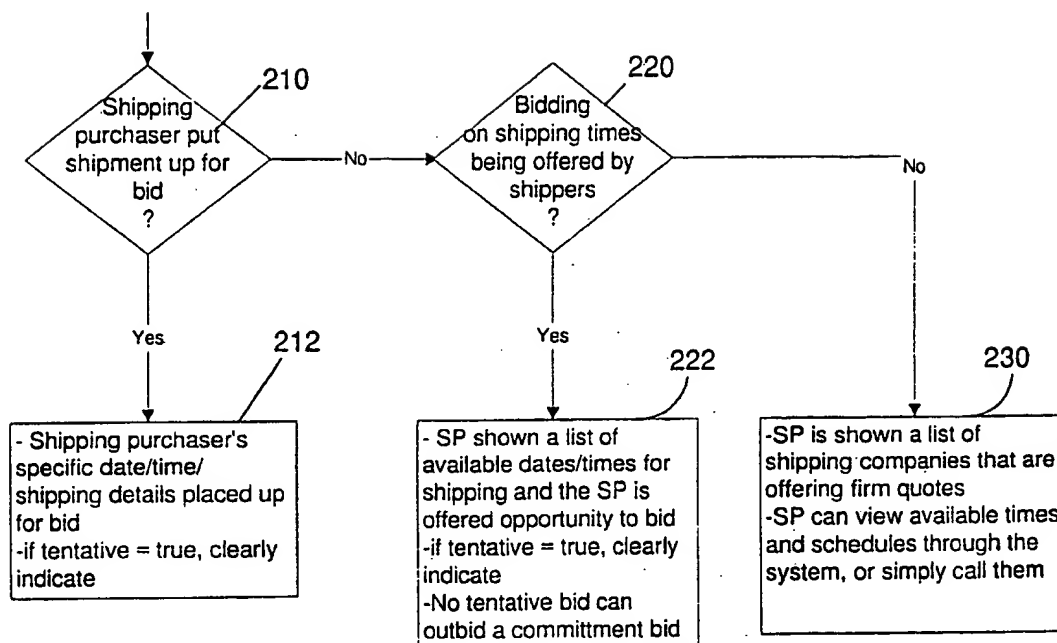 210
Shipping
purchaser put
shipment up for
bid
?
No
220
Bidding
on shipping times
being offered by
shippers
?
No
Yes
212
- Shipping purchaser's
specific date/time/
shipping details placed up
for bid
-if tentative = true, clearly
indicate
Yes
222
- SP shown a list of
available dates/times for
shipping and the SP is
offered opportunity to bid
-if tentative = true, clearly
indicate
-No tentative bid can
outbid a committment bid
230
-SP is shown a list of
shipping companies that are
offering firm quotes
-SP can view available times
and schedules through the
system, or simply call them